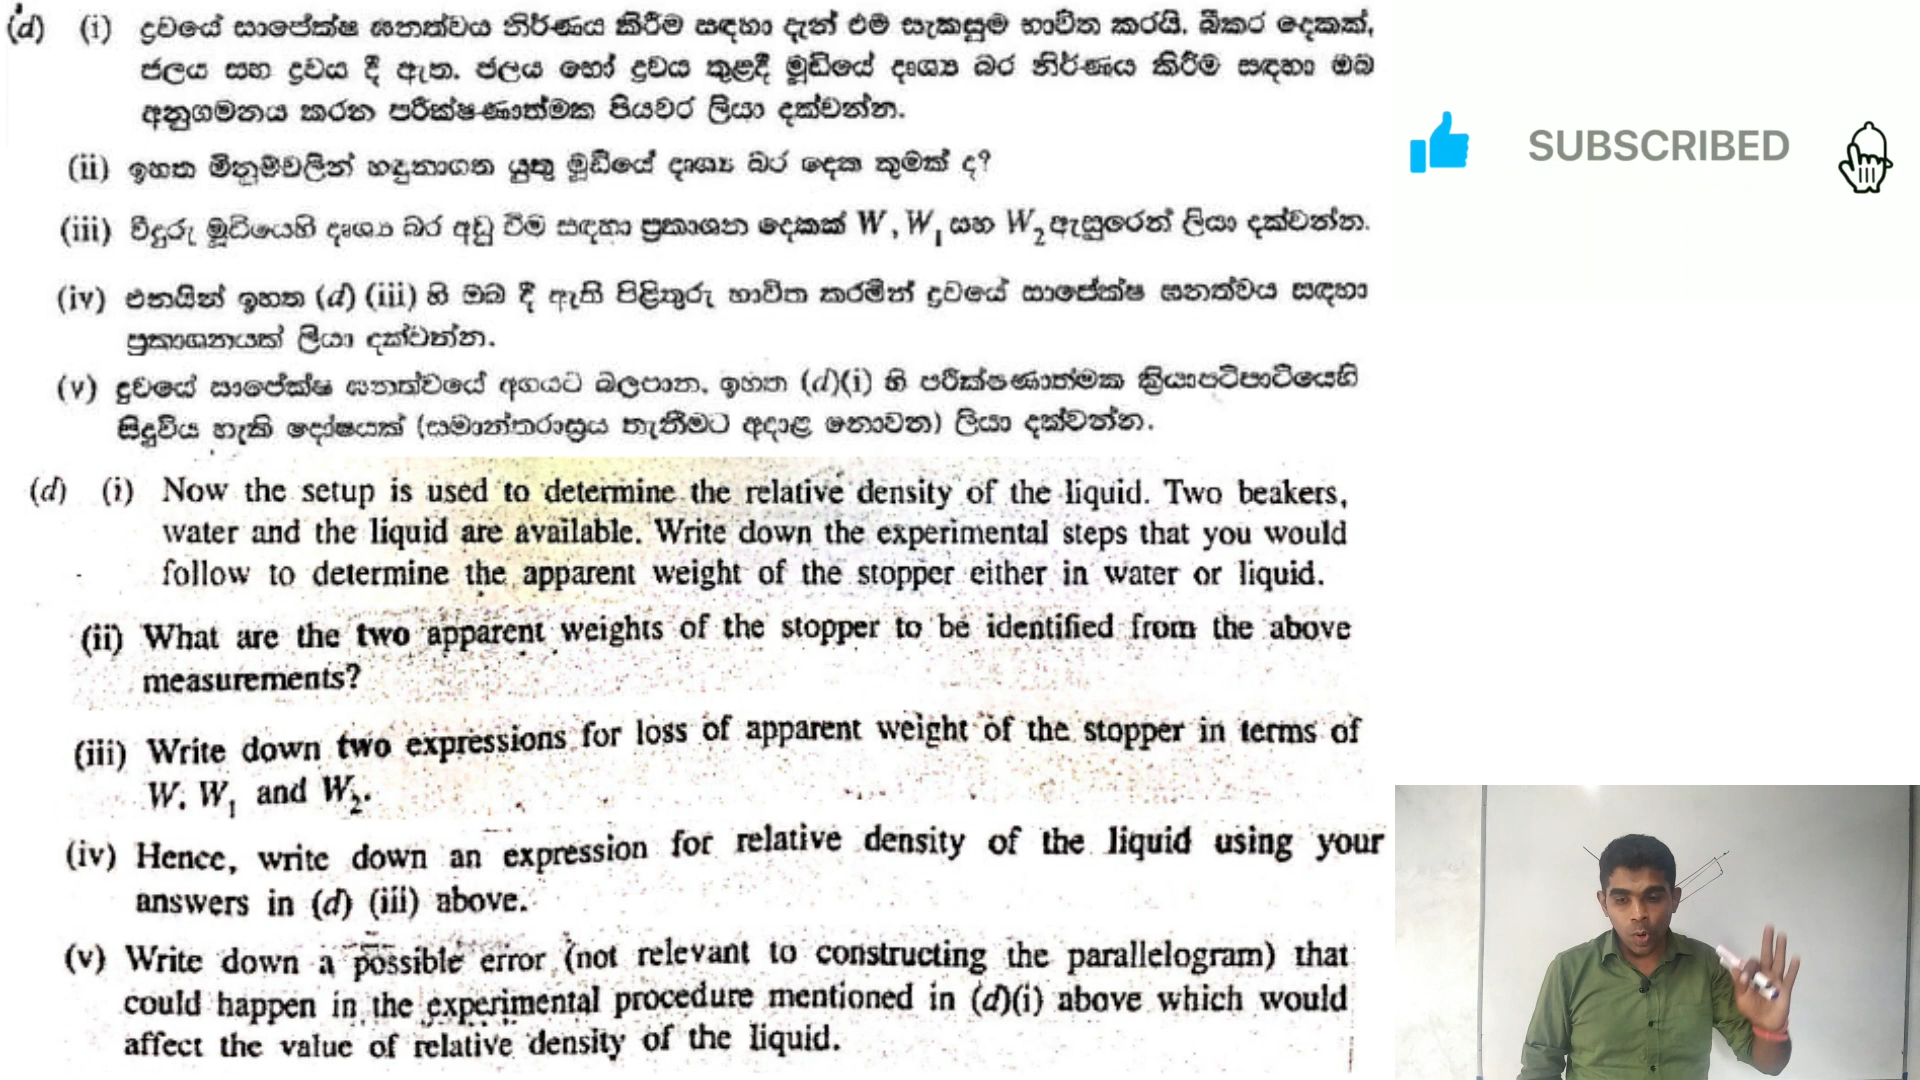 (d) (i) ද්‍රවයේ සාපේක්ෂ ඝනත්වය නිර්ණය කිරීම සඳහා දැන් එම සැකසුම භාවිත කරයි. බීකර දෙකක්,
ජලය සහ ද්‍රවය දී ඇත. ජලය හෝ ද්‍රවය තුළදී මූඩියේ දෘශ්‍ය බර නිර්ණය කිරීම සඳහා ඔබ
අනුගමනය කරන පරීක්ෂණාත්මක පියවර ලියා දක්වන්න.
(ii) ඉහත මිනුම්වලින් හඳුනාගත යුතු මූඩියේ දෘශ්‍ය බර දෙක කුමක් ද?
(iii) වීදුරු මූඩියෙහි දෘශ්‍ය බර අඩු වීම සඳහා ප්‍රකාශන දෙකක් W, W₁ සහ W₂ ඇසුරෙන් ලියා දක්වන්න.
(iv) එනයින් ඉහත (d) (iii) හි ඔබ දී ඇති පිළිතුරු භාවිත කරමින් ද්‍රවයේ සාපේක්ෂ ඝනත්වය සඳහා
ප්‍රකාශනයක් ලියා දක්වන්න.
(v) ද්‍රවයේ සාපේක්ෂ ඝනත්වයේ අගයට බලපාන, ඉහත (d)(i) හි පරීක්ෂණාත්මක ක්‍රියාපටිපාටියෙහි
සිදුවිය හැකි දෝෂයක් (සමාන්තරාස්‍රය තැනීමට අදාළ නොවන) ලියා දක්වන්න.
(d) (i) Now the setup is used to determine the relative density of the liquid. Two beakers,
water and the liquid are available. Write down the experimental steps that you would
follow to determine the apparent weight of the stopper either in water or liquid.
(ii) What are the two apparent weights of the stopper to be identified from the above
measurements?
(iii) Write down two expressions for loss of apparent weight of the stopper in terms of
W, W₁ and W₂.
(iv) Hence, write down an expression for relative density of the liquid using your
answers in (d) (iii) above.
(v) Write down a possible error (not relevant to constructing the parallelogram) that
could happen in the experimental procedure mentioned in (d)(i) above which would
affect the value of relative density of the liquid.
SUBSCRIBED